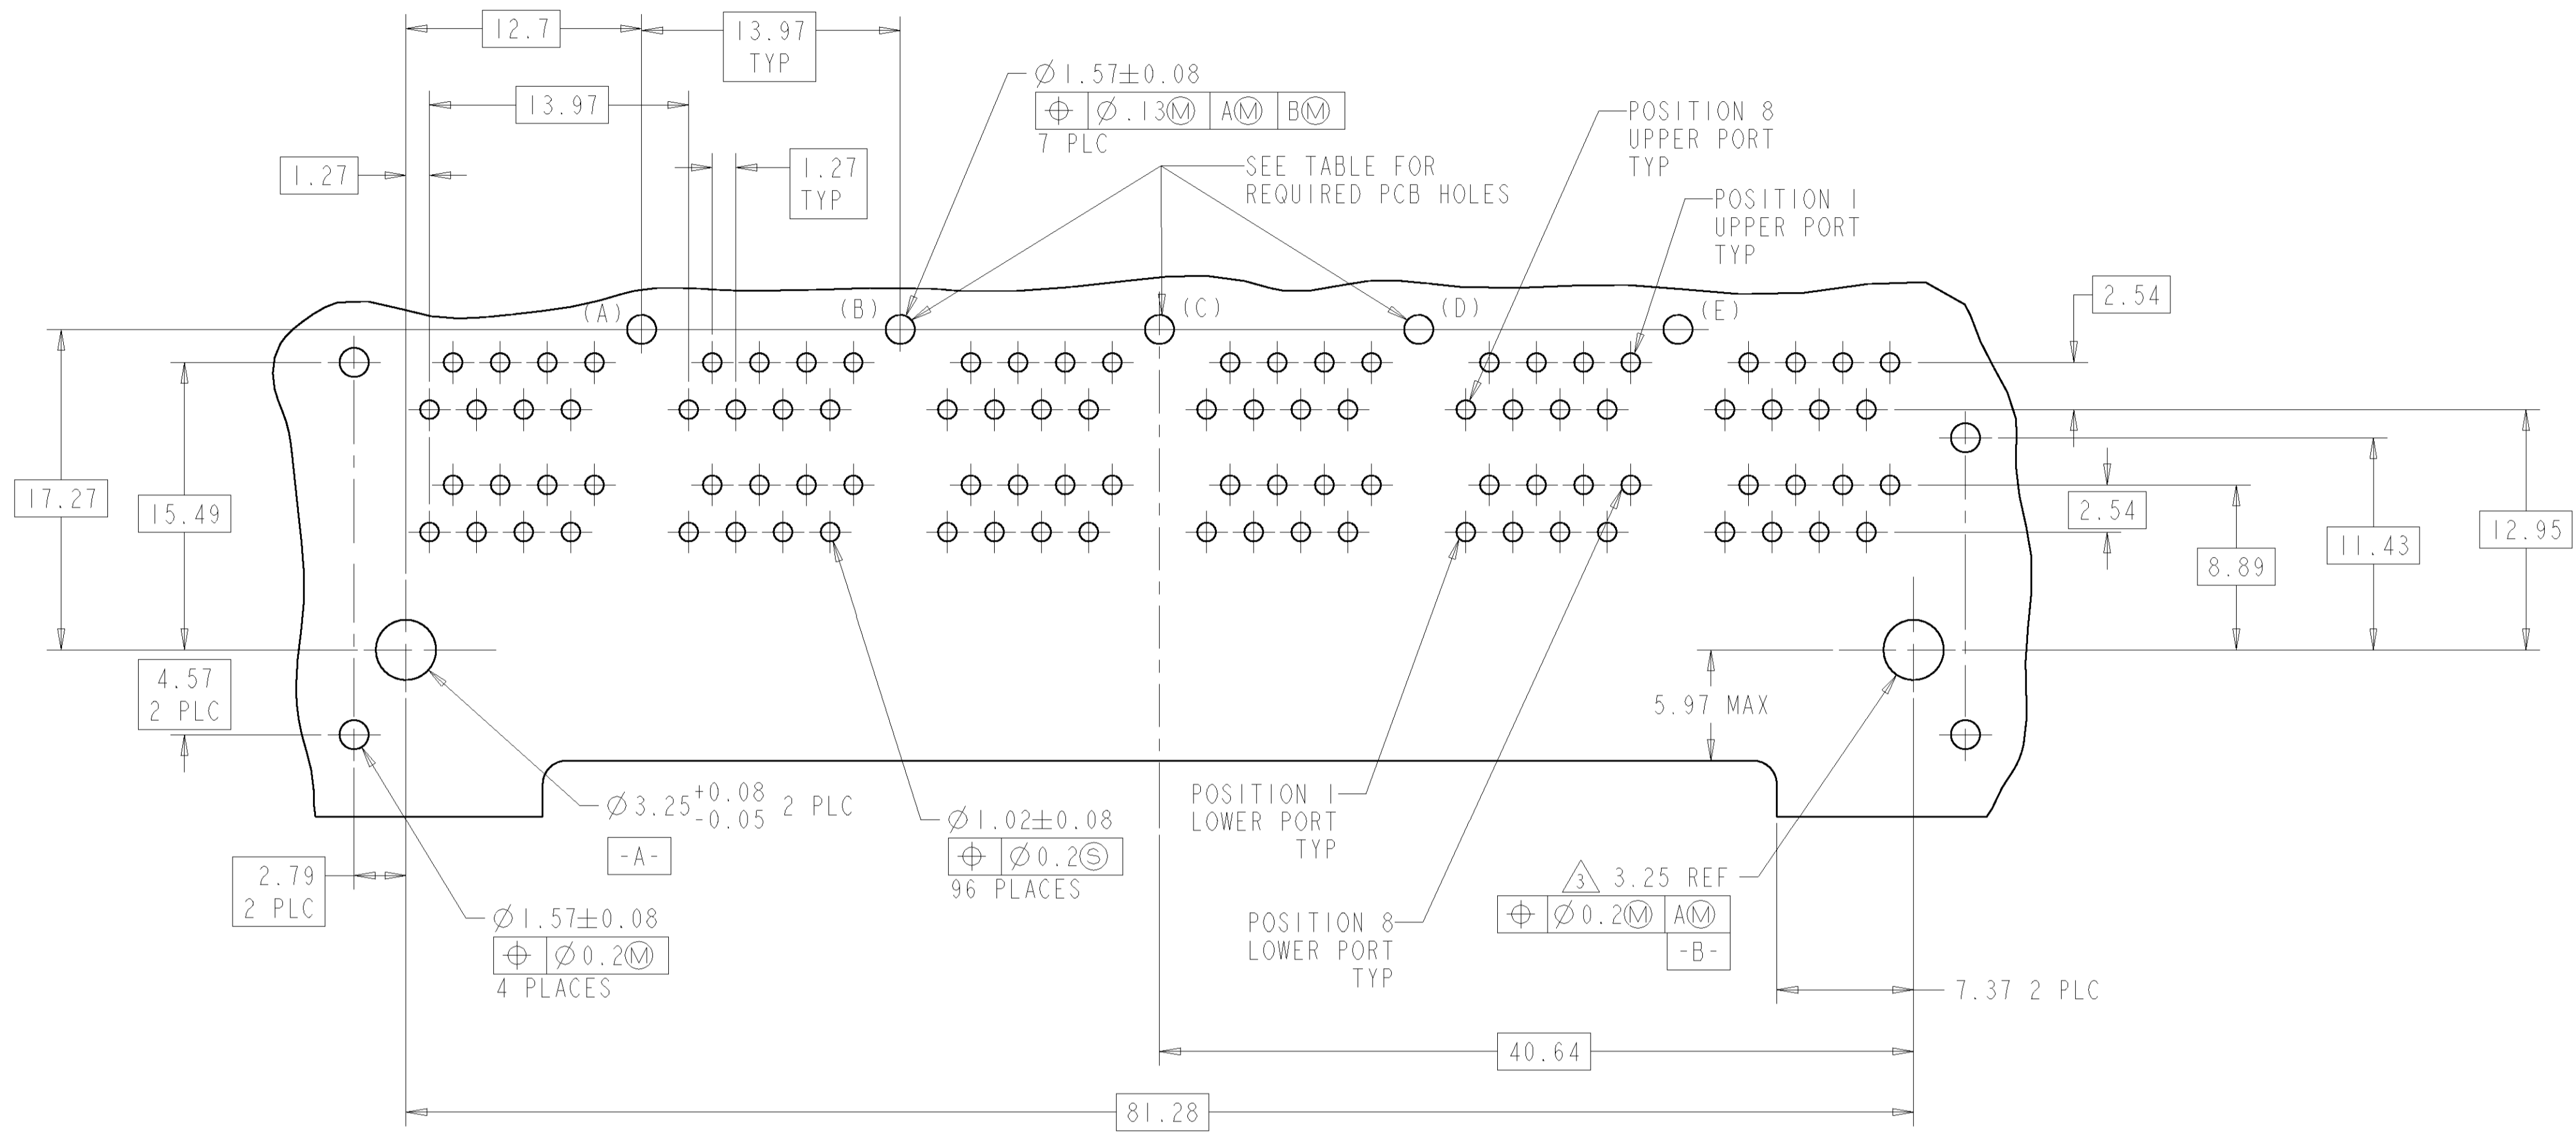 12.7
13.97
TYP
Ø1.57±0.08
⌖ Ø.13Ⓜ AⓂ BⓂ
7 PLC
13.97
1.27
1.27
TYP
SEE TABLE FOR
REQUIRED PCB HOLES
POSITION 8
UPPER PORT
TYP
POSITION 1
UPPER PORT
TYP
2.54
(A)
(B)
(C)
(D)
(E)
17.27
15.49
2.54
12.95
11.43
8.89
4.57
2 PLC
5.97 MAX
Ø3.25 +0.08 -0.05 2 PLC
-A-
Ø1.02±0.08
⌖ Ø0.2Ⓢ
96 PLACES
POSITION 1
LOWER PORT
TYP
2.79
2 PLC
3 3.25 REF
⌖ Ø0.2Ⓜ AⓂ
-B-
Ø1.57±0.08
⌖ Ø0.2Ⓜ
4 PLACES
POSITION 8
LOWER PORT
TYP
7.37 2 PLC
40.64
81.28